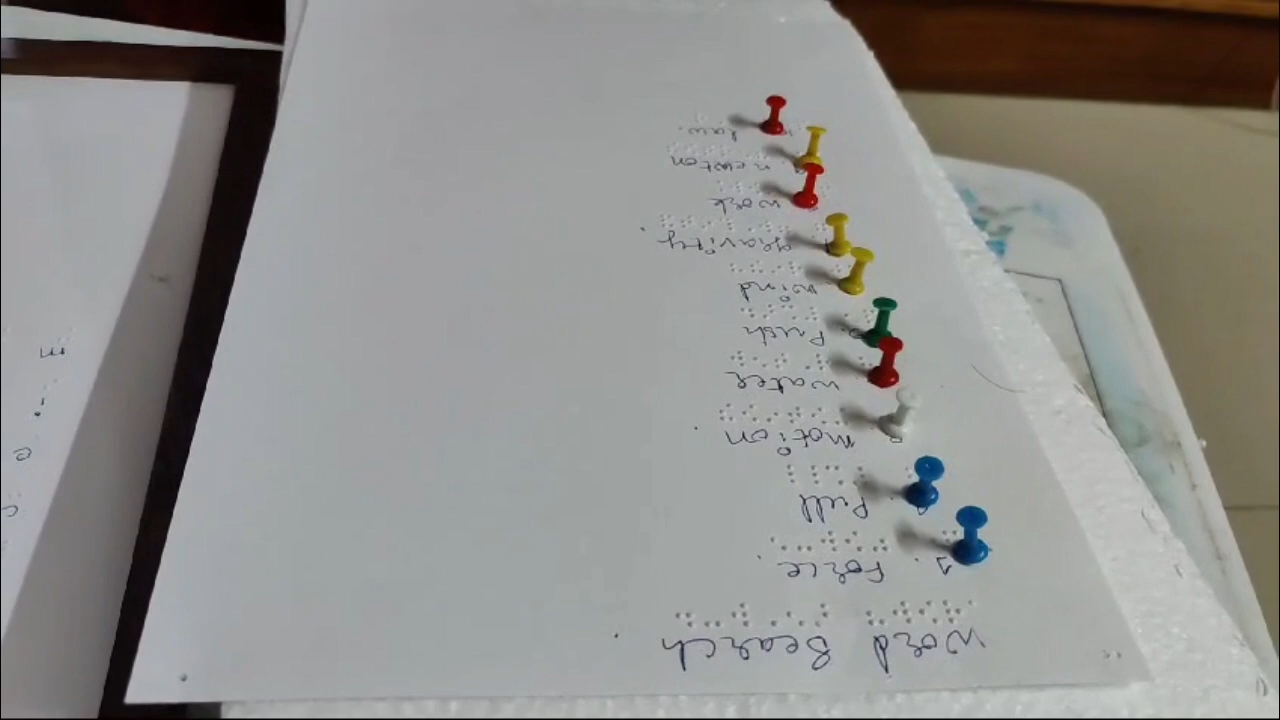 Word Search
1. Force
Pull
motion
water
Push
wind
gravity
work
newton
law.
m
i
e
c